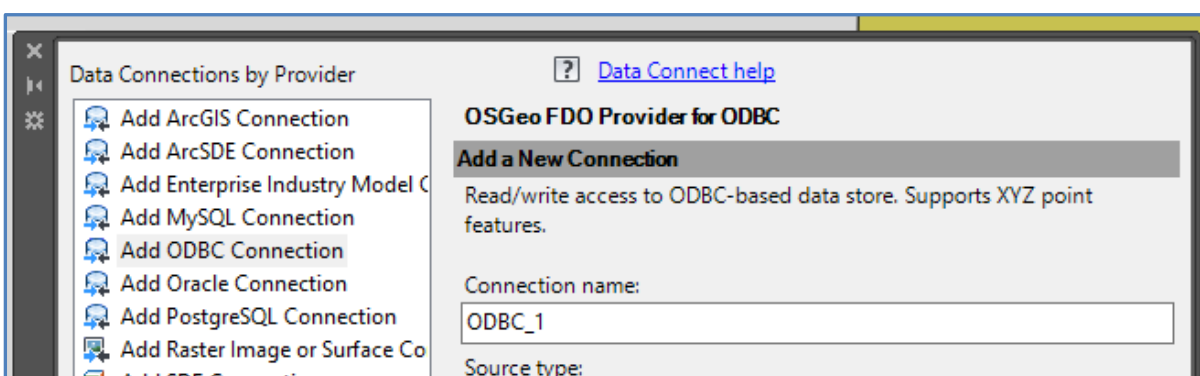 Data Connections by Provider
Add ArcGIS Connection
Add ArcSDE Connection
Add Enterprise Industry Model C
Add MySQL Connection
Add ODBC Connection
Add Oracle Connection
Add PostgreSQL Connection
Add Raster Image or Surface Co
? Data Connect help
OSGeo FDO Provider for ODBC
Add a New Connection
Read/write access to ODBC-based data store. Supports XYZ point
features.
Connection name:
ODBC_1
Source type: